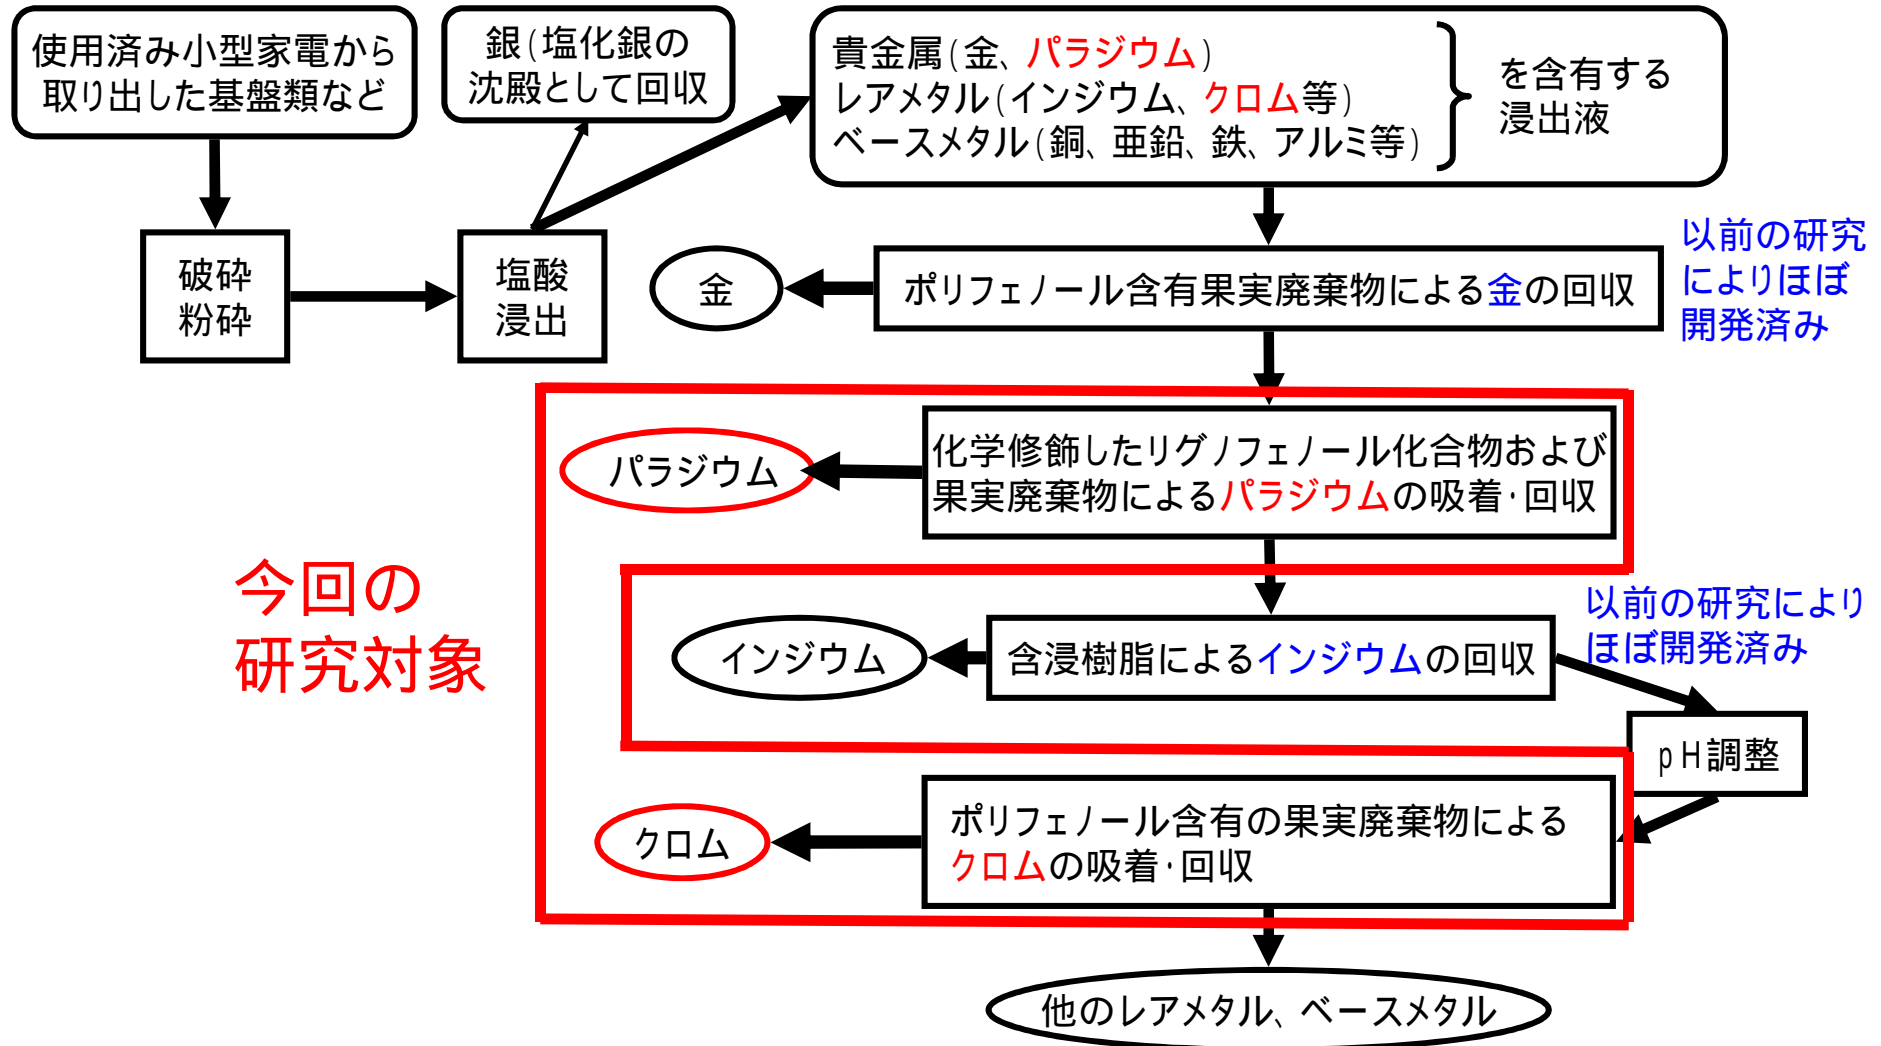 使用済み小型家電から
取り出した基盤類など
銀(塩化銀の
沈殿として回収
貴金属(金、パラジウム)
レアメタル(インジウム、クロム等)
ベースメタル(銅、亜鉛、鉄、アルミ等)
を含有する
浸出液
破砕
粉砕
塩酸
浸出
金
ポリフェノール含有果実廃棄物による金の回収
以前の研究
によりほぼ
開発済み
パラジウム
化学修飾したリグノフェノール化合物および
果実廃棄物によるパラジウムの吸着・回収
今回の
研究対象
インジウム
含浸樹脂によるインジウムの回収
以前の研究により
ほぼ開発済み
pH調整
クロム
ポリフェノール含有の果実廃棄物による
クロムの吸着・回収
他のレアメタル、ベースメタル